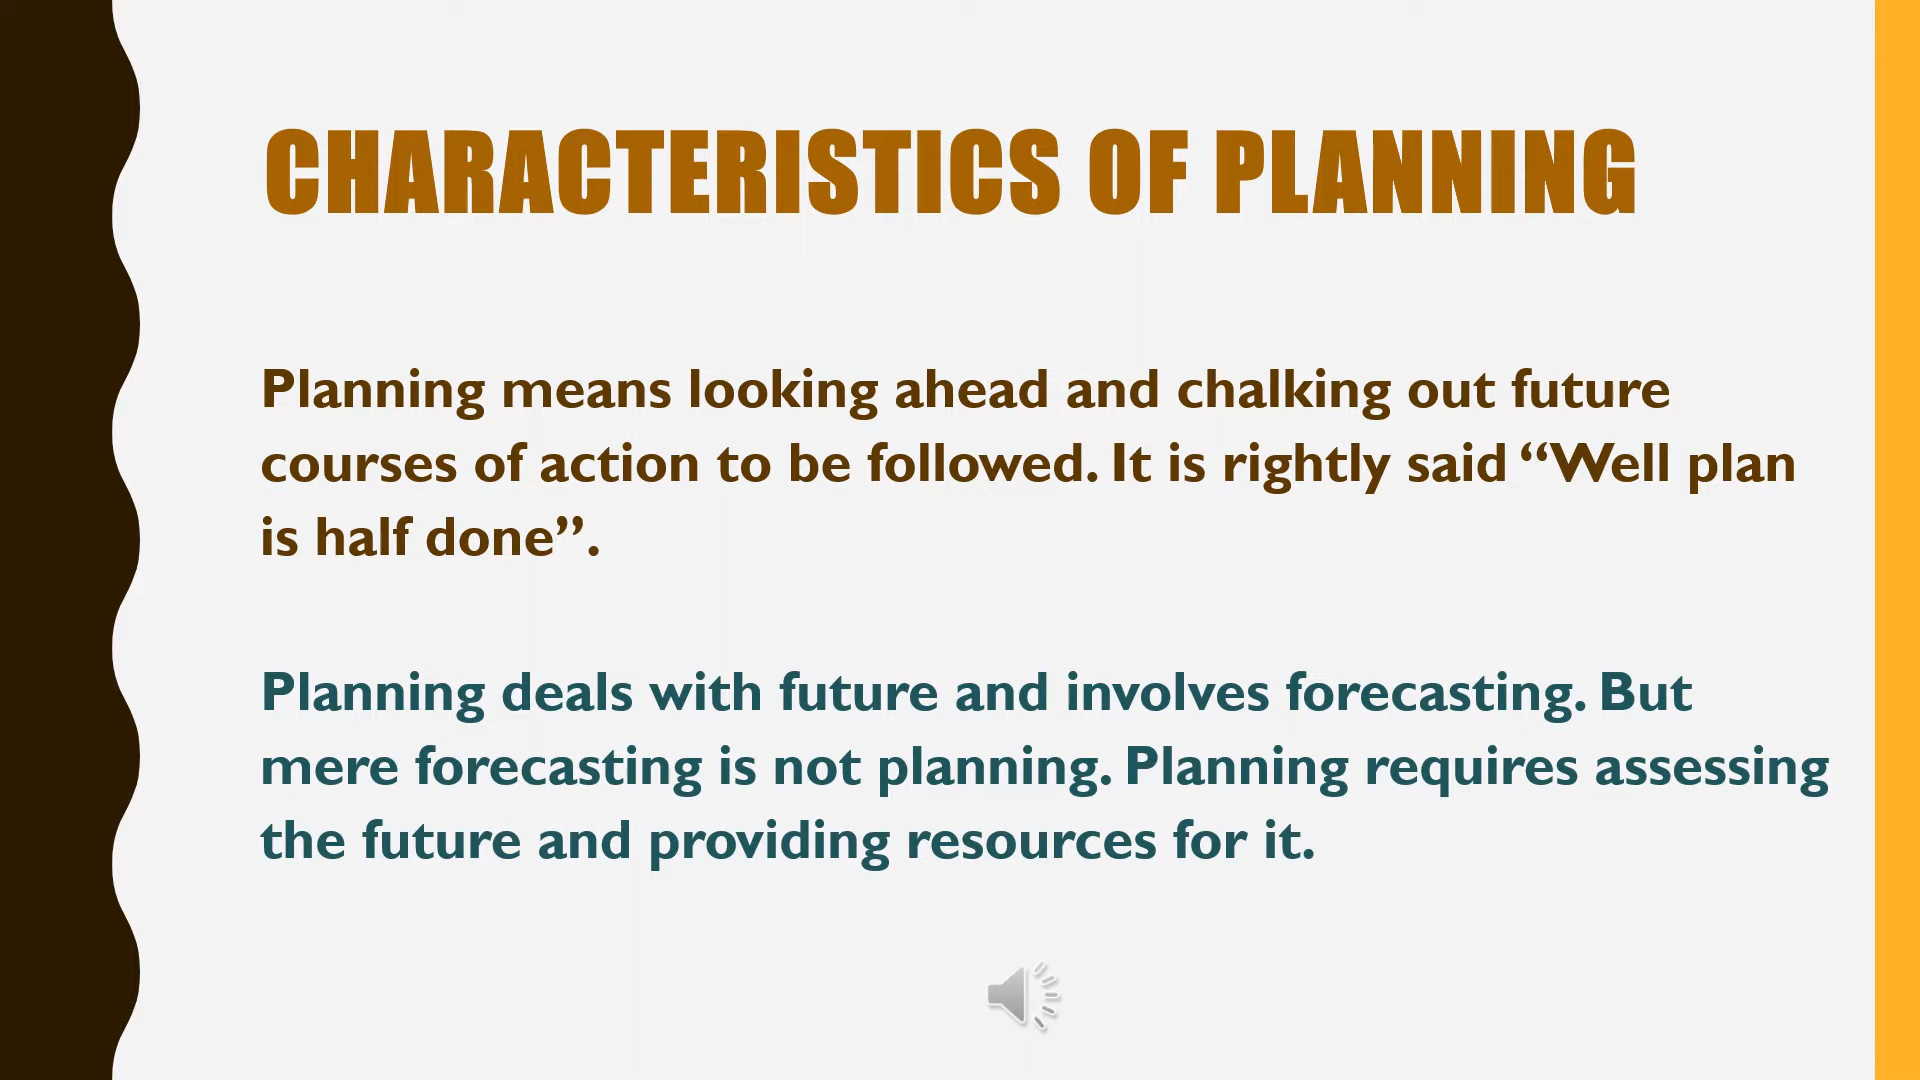 CHARACTERISTICS OF PLANNING
Planning means looking ahead and chalking out future
courses of action to be followed. It is rightly said “Well plan
is half done”.
Planning deals with future and involves forecasting. But
mere forecasting is not planning. Planning requires assessing
the future and providing resources for it.